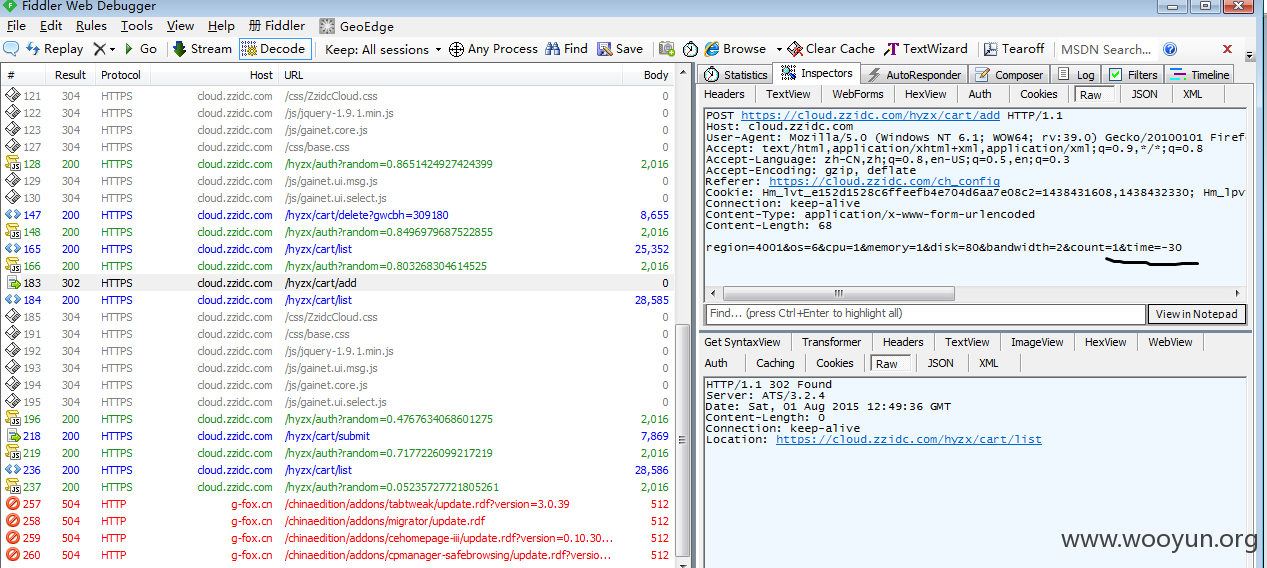 Fiddler Web Debugger
File Edit Rules Tools View Help 册 Fiddler GeoEdge
Replay Go Stream Decode Keep: All sessions Any Process Find Save Browse Clear Cache TextWizard Tearoff MSDN Search...
# Result Protocol Host URL Body
121 304 HTTPS cloud.zzidc.com /css/ZzidcCloud.css 0
122 304 HTTPS cloud.zzidc.com /js/jquery-1.9.1.min.js 0
123 304 HTTPS cloud.zzidc.com /js/gainet.core.js 0
127 304 HTTPS cloud.zzidc.com /css/base.css 0
128 200 HTTPS cloud.zzidc.com /hyzx/auth?random=0.8651424927424399 2,016
129 304 HTTPS cloud.zzidc.com /js/gainet.ui.msg.js 0
130 304 HTTPS cloud.zzidc.com /js/gainet.ui.select.js 0
147 200 HTTPS cloud.zzidc.com /hyzx/cart/delete?gwcbh=309180 8,655
148 200 HTTPS cloud.zzidc.com /hyzx/auth?random=0.8496979687522855 2,016
165 200 HTTPS cloud.zzidc.com /hyzx/cart/list 25,352
166 200 HTTPS cloud.zzidc.com /hyzx/auth?random=0.803268304614525 2,016
183 302 HTTPS cloud.zzidc.com /hyzx/cart/add 0
184 200 HTTPS cloud.zzidc.com /hyzx/cart/list 28,585
185 304 HTTPS cloud.zzidc.com /css/ZzidcCloud.css 0
191 304 HTTPS cloud.zzidc.com /css/base.css 0
192 304 HTTPS cloud.zzidc.com /js/jquery-1.9.1.min.js 0
193 304 HTTPS cloud.zzidc.com /js/gainet.ui.msg.js 0
194 304 HTTPS cloud.zzidc.com /js/gainet.core.js 0
195 304 HTTPS cloud.zzidc.com /js/gainet.ui.select.js 0
196 200 HTTPS cloud.zzidc.com /hyzx/auth?random=0.4767634068601275 2,016
218 200 HTTPS cloud.zzidc.com /hyzx/cart/submit 7,869
219 200 HTTPS cloud.zzidc.com /hyzx/auth?random=0.7177226099217219 2,016
236 200 HTTPS cloud.zzidc.com /hyzx/cart/list 28,586
237 200 HTTPS cloud.zzidc.com /hyzx/auth?random=0.05235727721805261 2,016
257 504 HTTP g-fox.cn /chinaedition/addons/tabtweak/update.rdf?version=3.0.39 512
258 504 HTTP g-fox.cn /chinaedition/addons/migrator/update.rdf 512
259 504 HTTP g-fox.cn /chinaedition/addons/cehomepage-iii/update.rdf?version=0.10.30... 512
260 504 HTTP g-fox.cn /chinaedition/addons/cpmanager-safebrowsing/update.rdf?versio... 512
Statistics Inspectors AutoResponder Composer Log Filters Timeline
Headers TextView WebForms HexView Auth Cookies Raw JSON XML
POST https://cloud.zzidc.com/hyzx/cart/add HTTP/1.1
Host: cloud.zzidc.com
User-Agent: Mozilla/5.0 (Windows NT 6.1; WOW64; rv:39.0) Gecko/20100101 Firef
Accept: text/html,application/xhtml+xml,application/xml;q=0.9,*/*;q=0.8
Accept-Language: zh-CN,zh;q=0.8,en-US;q=0.5,en;q=0.3
Accept-Encoding: gzip, deflate
Referer: https://cloud.zzidc.com/ch_config
Cookie: Hm_lvt_e152d1528c6ffeefb4e704d6aa7e08c2=1438431608,1438432330; Hm_lpv
Connection: keep-alive
Content-Type: application/x-www-form-urlencoded
Content-Length: 68
region=4001&os=6&cpu=1&memory=1&disk=80&bandwidth=2&count=1&time=-30
Find... (press Ctrl+Enter to highlight all) View in Notepad
Get SyntaxView Transformer Headers TextView ImageView HexView WebView
Auth Caching Cookies Raw JSON XML
HTTP/1.1 302 Found
Server: ATS/3.2.4
Date: Sat, 01 Aug 2015 12:49:36 GMT
Content-Length: 0
Connection: keep-alive
Location: https://cloud.zzidc.com/hyzx/cart/list
www.wooyun.org